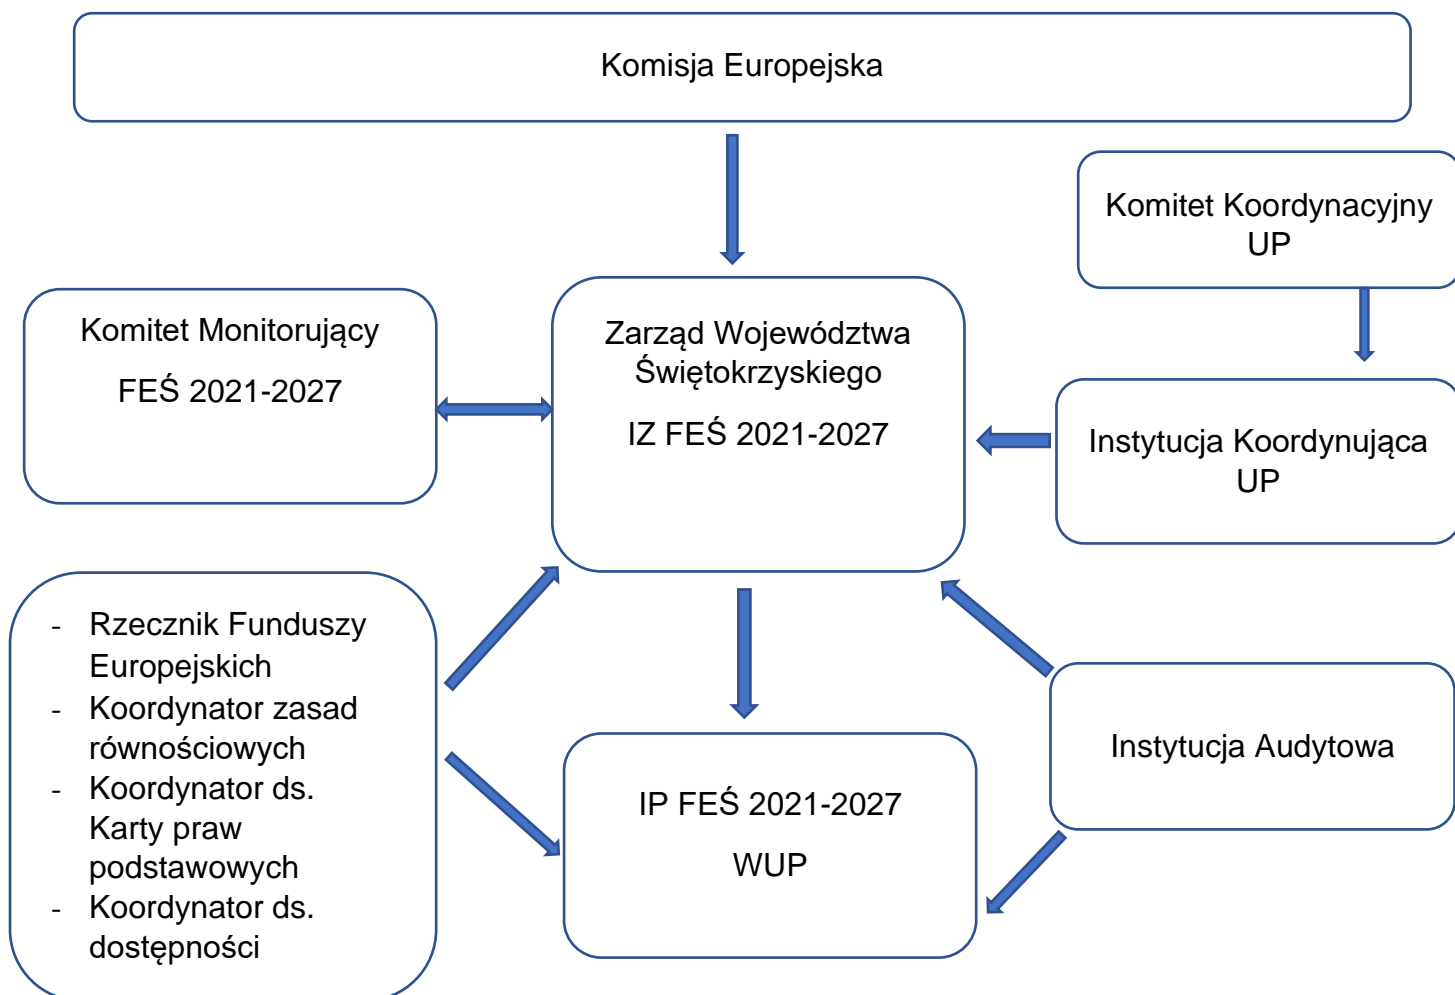 Komisja Europejska
Komitet Koordynacyjny
UP
Komitet Monitorujący
FEŚ 2021-2027
Zarząd Województwa
Świętokrzyskiego
IZ FEŚ 2021-2027
Instytucja Koordynująca
UP
- Rzecznik Funduszy
Europejskich
- Koordynator zasad
równościowych
- Koordynator ds.
Karty praw
podstawowych
- Koordynator ds.
dostępności
IP FEŚ 2021-2027
WUP
Instytucja Audytowa